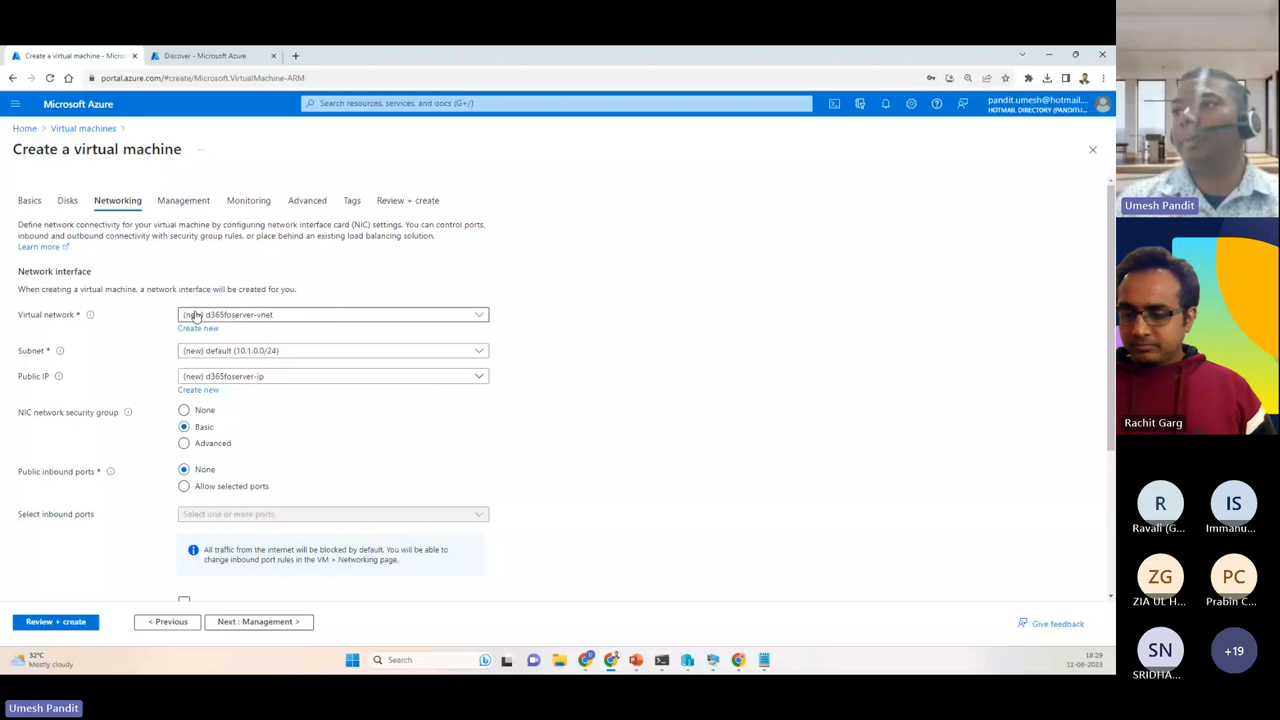 Create a virtual machine - Micros
Discover - Microsoft Azure
portal.azure.com/#create/Microsoft.VirtualMachine-ARM
Microsoft Azure
Search resources, services, and docs (G+/)
pandit.umesh@hotmail....
HOTMAIL DIRECTORY (PANDITU...
Home
Virtual machines
Create a virtual machine
...
Basics
Disks
Networking
Management
Monitoring
Advanced
Tags
Review + create
Define network connectivity for your virtual machine by configuring network interface card (NIC) settings. You can control ports,
inbound and outbound connectivity with security group rules, or place behind an existing load balancing solution.
Learn more
Network interface
When creating a virtual machine, a network interface will be created for you.
Virtual network *
(new) d365foserver-vnet
Create new
Subnet *
(new) default (10.1.0.0/24)
Public IP
(new) d365foserver-ip
Create new
NIC network security group
None
Basic
Advanced
Public inbound ports *
None
Allow selected ports
Select inbound ports
Select one or more ports
All traffic from the internet will be blocked by default. You will be able to
change inbound port rules in the VM > Networking page.
Review + create
< Previous
Next : Management >
Give feedback
32°C
Mostly cloudy
Search
18:29
11-08-2023
Umesh Pandit
Umesh Pandit
Rachit Garg
R
Ravali (G...
IS
Immanu...
ZG
ZIA UL H...
PC
Prabin C...
SN
SRIDHA...
+19